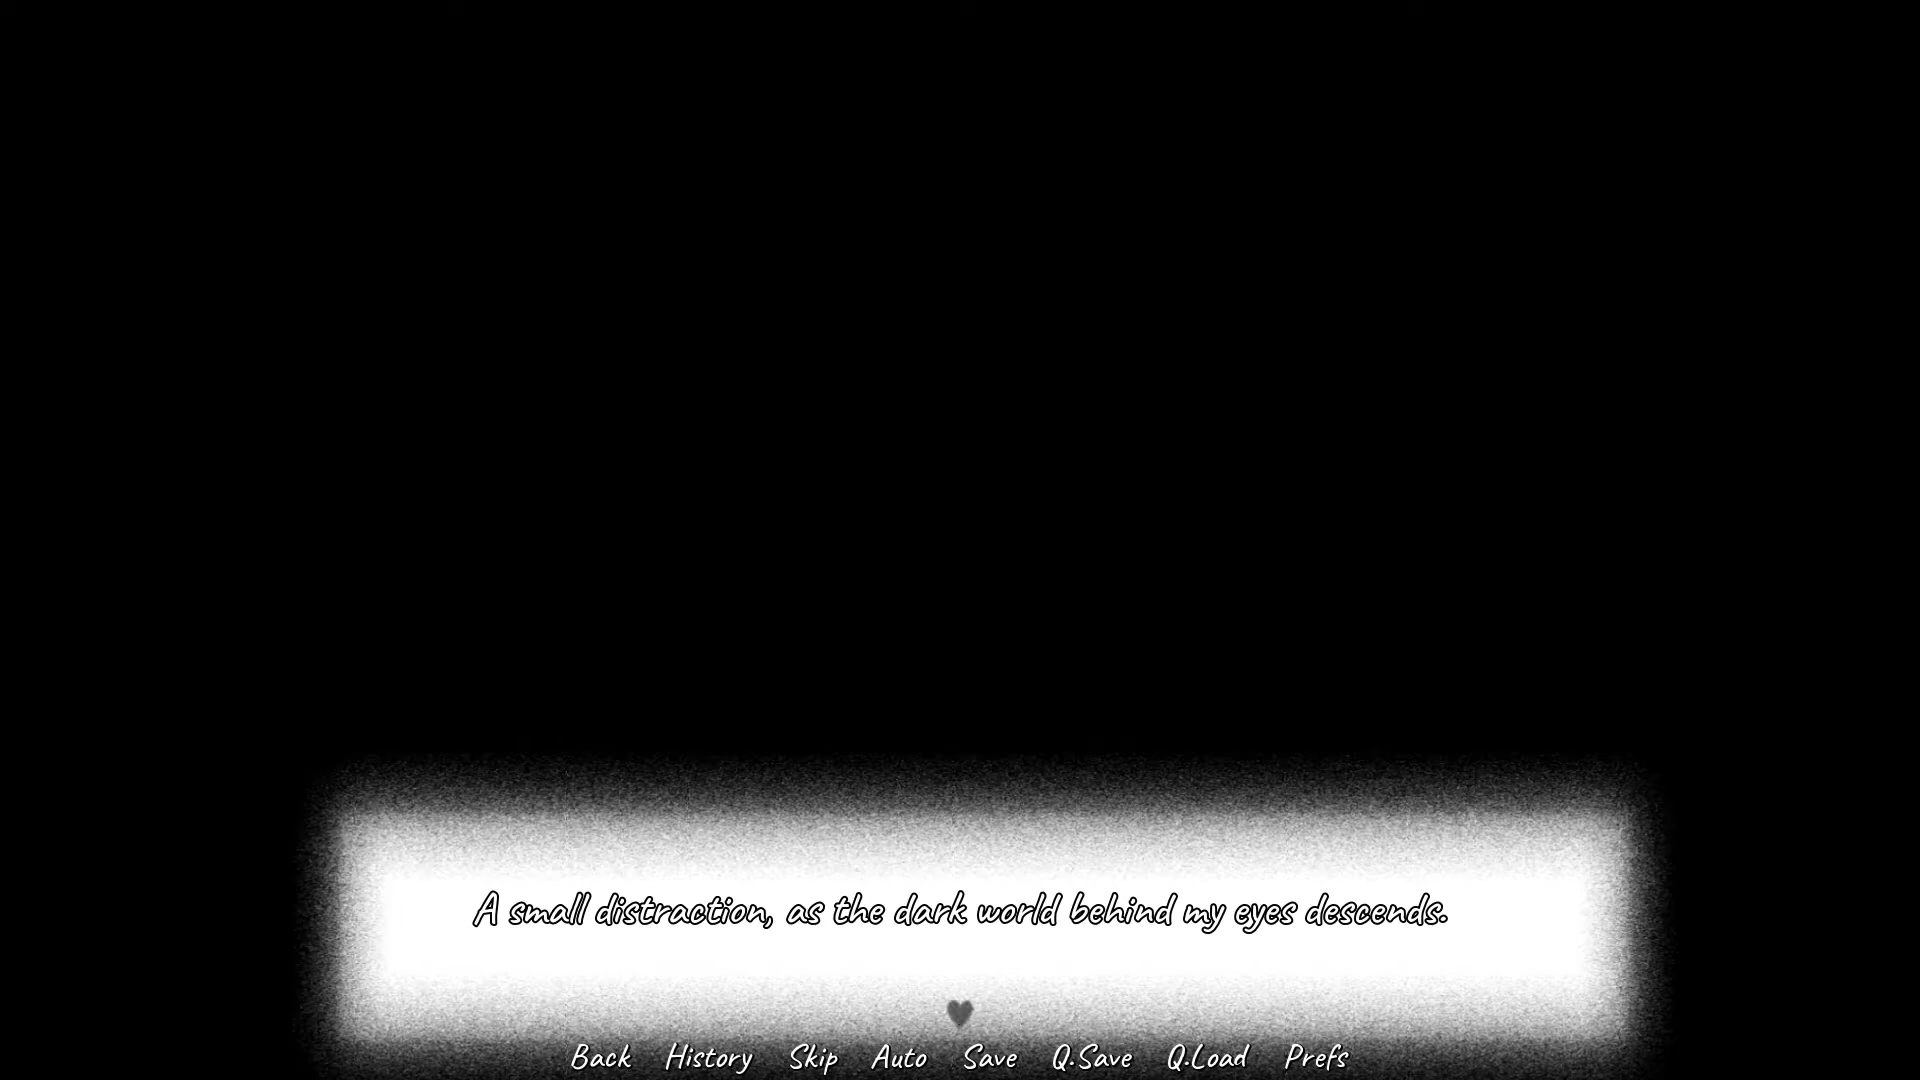 A small distraction, as the dark world behind my eyes descends.
Back History Skip Auto Save Q.Save Q.Load Prefs